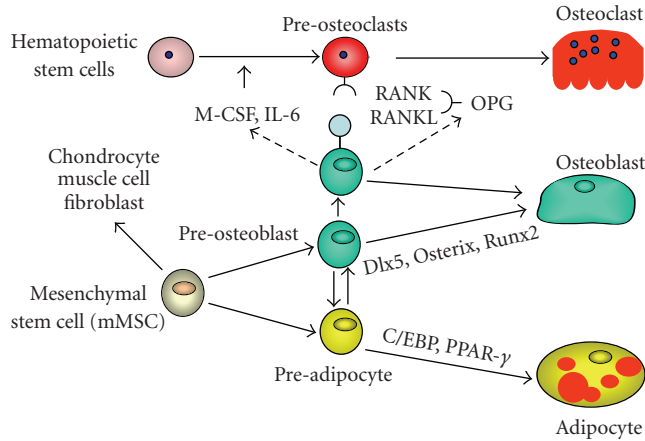 Pre-osteoclasts
Osteoclast
Hematopoietic
stem cells
RANK
RANKL
OPG
M-CSF, IL-6
Chondrocyte
muscle cell
fibroblast
Osteoblast
Pre-osteoblast
Dlx5, Osterix, Runx2
Mesenchymal
stem cell (mMSC)
C/EBP, PPAR-γ
Pre-adipocyte
Adipocyte